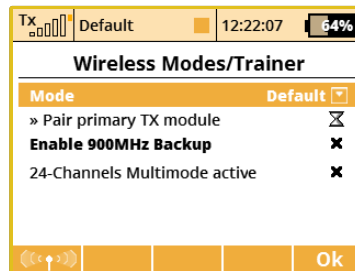 Tx Default 12:22:07 64%
Wireless Modes/Trainer
Mode Default
» Pair primary TX module
Enable 900MHz Backup
24-Channels Multimode active
Ok